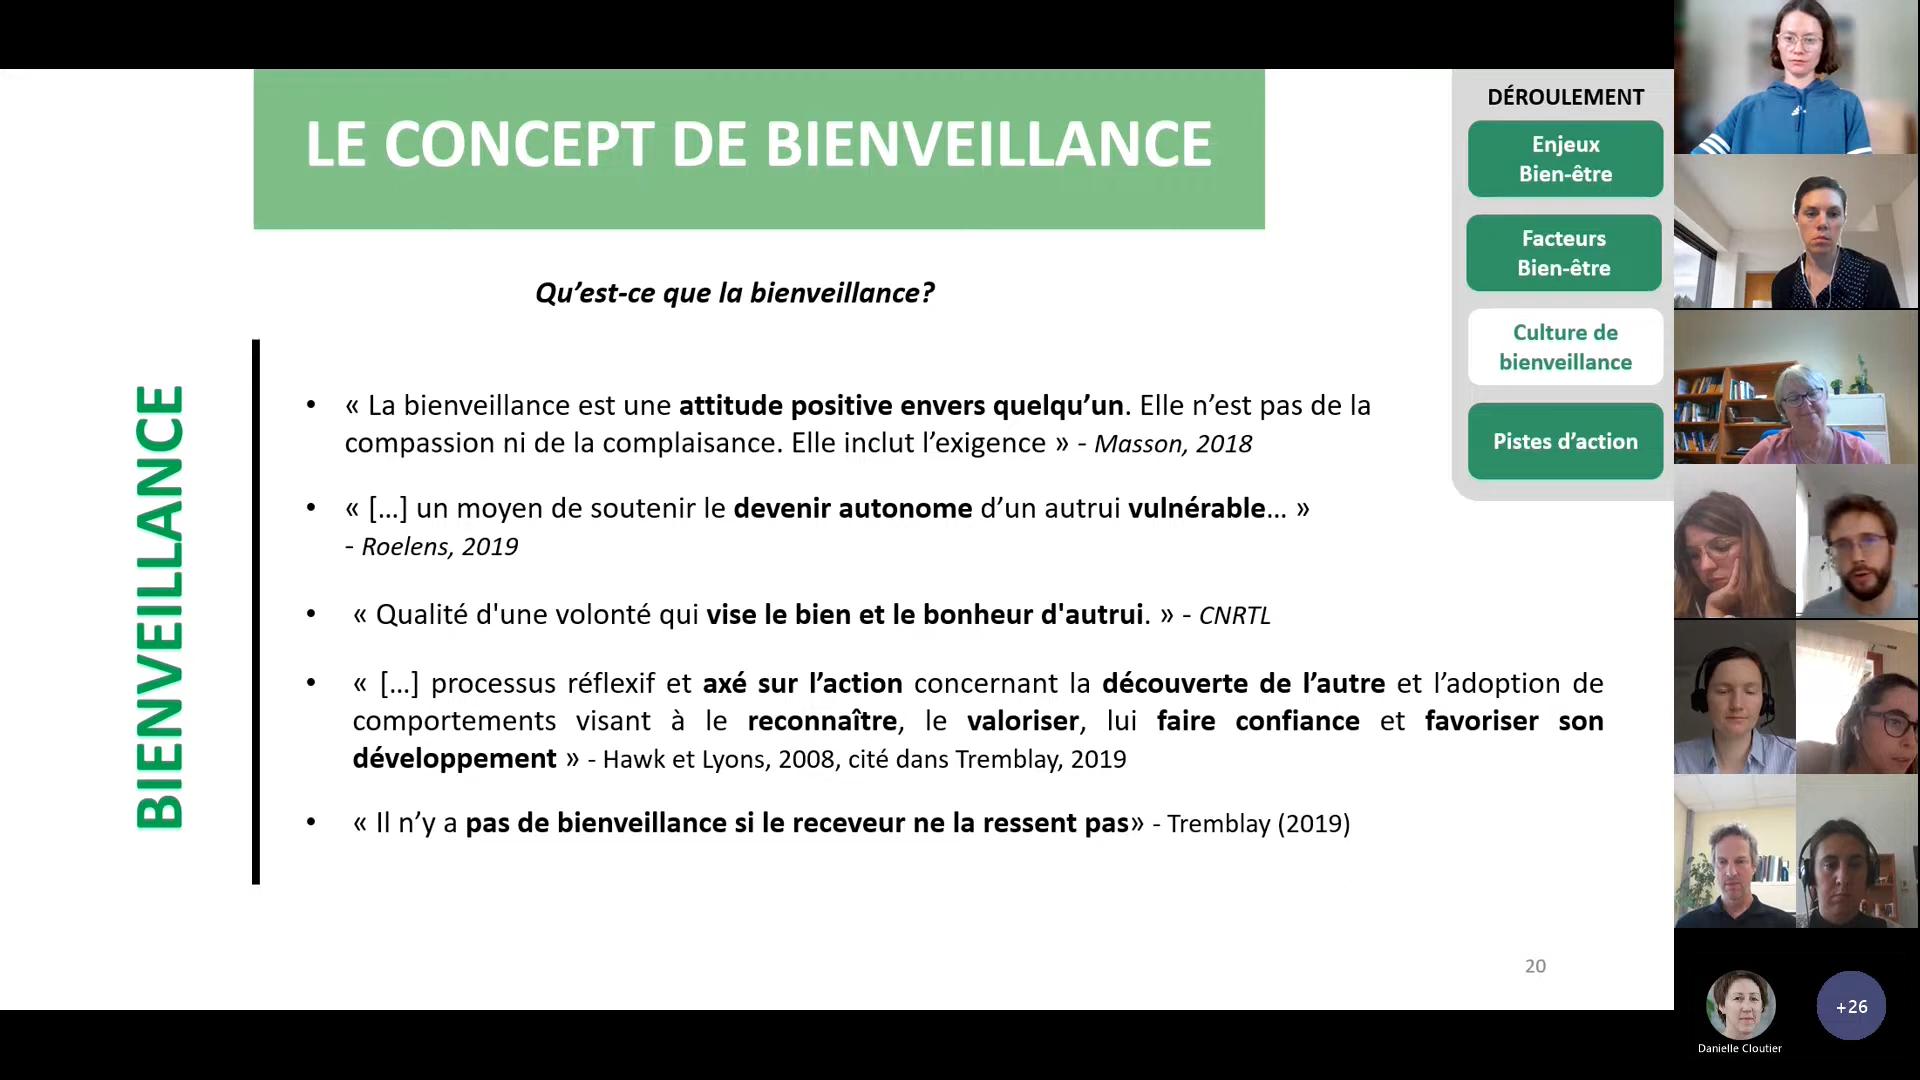 LE CONCEPT DE BIENVEILLANCE
Qu’est-ce que la bienveillance?
BIENVEILLANCE
• « La bienveillance est une attitude positive envers quelqu’un. Elle n’est pas de la
compassion ni de la complaisance. Elle inclut l’exigence » - Masson, 2018
• « [...] un moyen de soutenir le devenir autonome d’un autrui vulnérable... »
- Roelens, 2019
• « Qualité d'une volonté qui vise le bien et le bonheur d'autrui. » - CNRTL
• « [...] processus réflexif et axé sur l’action concernant la découverte de l’autre et l’adoption de
comportements visant à le reconnaître, le valoriser, lui faire confiance et favoriser son
développement » - Hawk et Lyons, 2008, cité dans Tremblay, 2019
• « Il n’y a pas de bienveillance si le receveur ne la ressent pas» - Tremblay (2019)
20
DÉROULEMENT
Enjeux
Bien-être
Facteurs
Bien-être
Culture de
bienveillance
Pistes d’action
+26
Danielle Cloutier